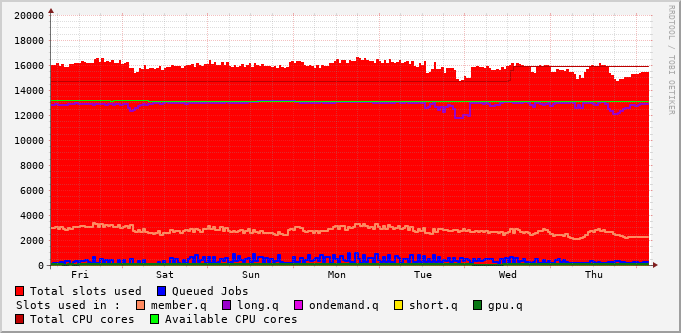 RRDTOOL / TOBI OETIKER
20000
18000
16000
14000
12000
10000
8000
6000
4000
2000
0
Fri Sat Sun Mon Tue Wed Thu
Total slots used Queued Jobs
Slots used in : member.q long.q ondemand.q short.q gpu.q
Total CPU cores Available CPU cores